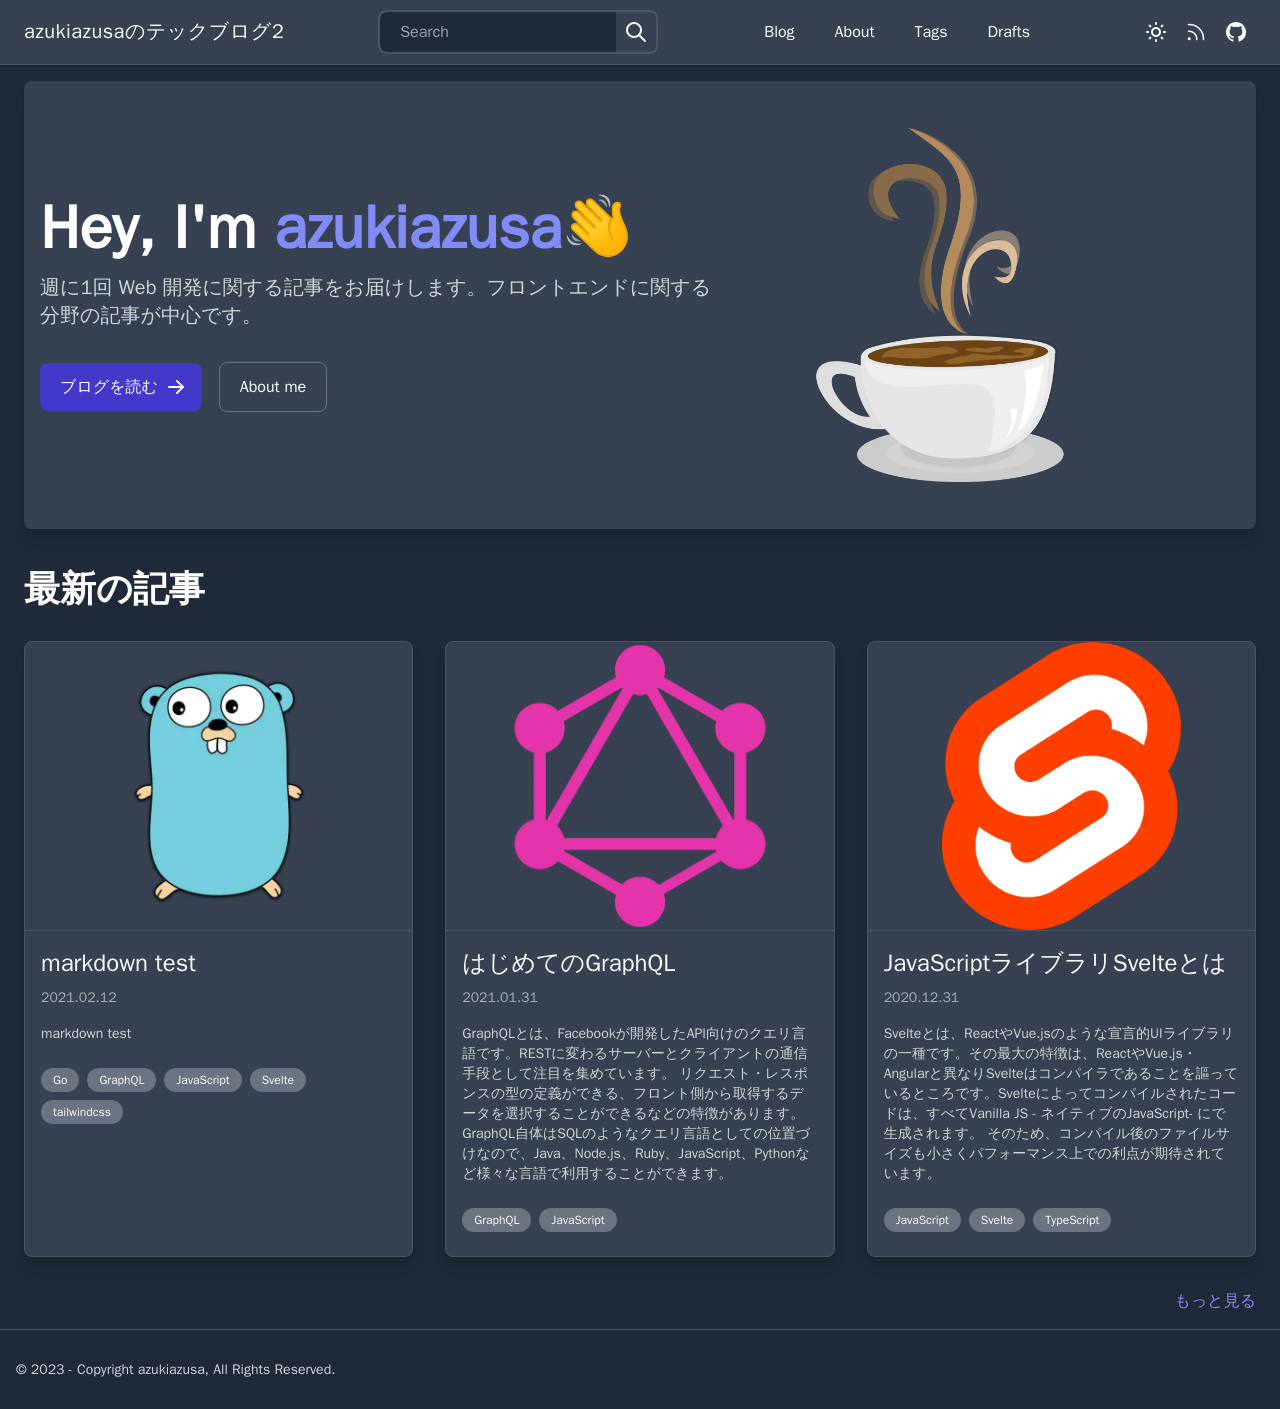 azukiazusaのテックブログ2
Search
Blog
About
Tags
Drafts
Hey, I'm azukiazusa👋
週に1回 Web 開発に関する記事をお届けします。フロントエンドに関する
分野の記事が中心です。
ブログを読む
About me
最新の記事
markdown test
2021.02.12
markdown test
Go
GraphQL
JavaScript
Svelte
tailwindcss
はじめてのGraphQL
2021.01.31
GraphQLとは、Facebookが開発したAPI向けのクエリ言
語です。RESTに変わるサーバーとクライアントの通信
手段として注目を集めています。 リクエスト・レスポ
ンスの型の定義ができる、フロント側から取得するデ
ータを選択することができるなどの特徴があります。
GraphQL自体はSQLのようなクエリ言語としての位置づ
けなので、Java、Node.js、Ruby、JavaScript、Pythonな
ど様々な言語で利用することができます。
GraphQL
JavaScript
JavaScriptライブラリSvelteとは
2020.12.31
Svelteとは、ReactやVue.jsのような宣言的UIライブラリ
の一種です。その最大の特徴は、ReactやVue.js・
Angularと異なりSvelteはコンパイラであることを謳って
いるところです。Svelteによってコンパイルされたコー
ドは、すべてVanilla JS - ネイティブのJavaScript- にで
生成されます。 そのため、コンパイル後のファイルサ
イズも小さくパフォーマンス上での利点が期待されて
います。
JavaScript
Svelte
TypeScript
もっと見る
© 2023 - Copyright azukiazusa, All Rights Reserved.